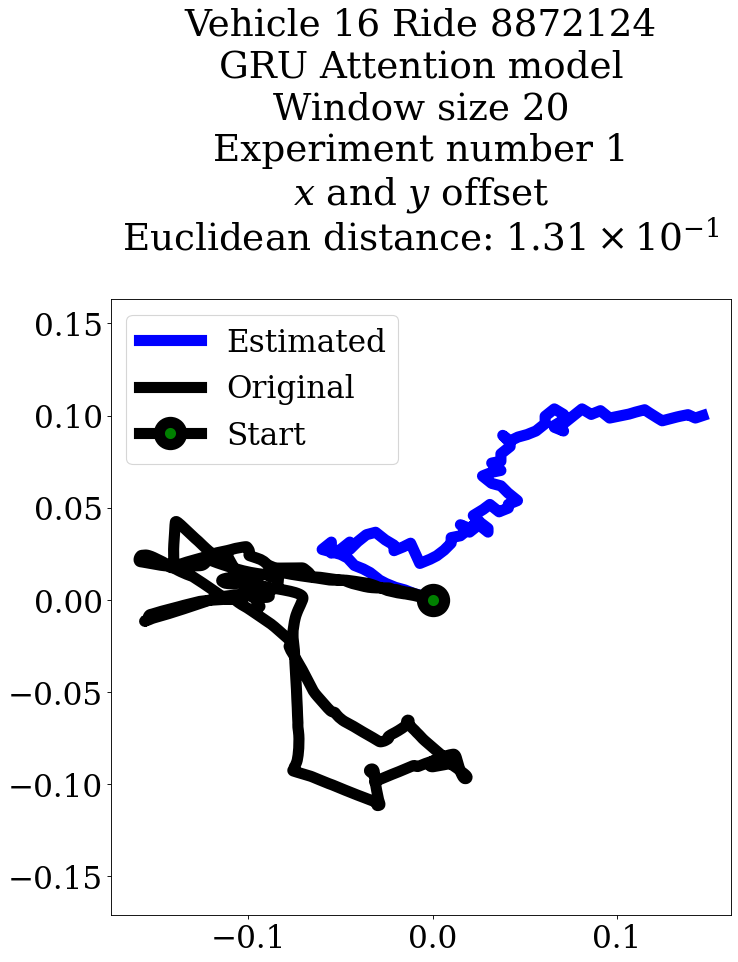 Vehicle 16 Ride 8872124
GRU Attention model
Window size 20
Experiment number 1
x and y offset
Euclidean distance: 1.31 × 10⁻¹
Estimated
Original
Start
0.15
0.10
0.05
0.00
−0.05
−0.10
−0.15
−0.1 0.0 0.1